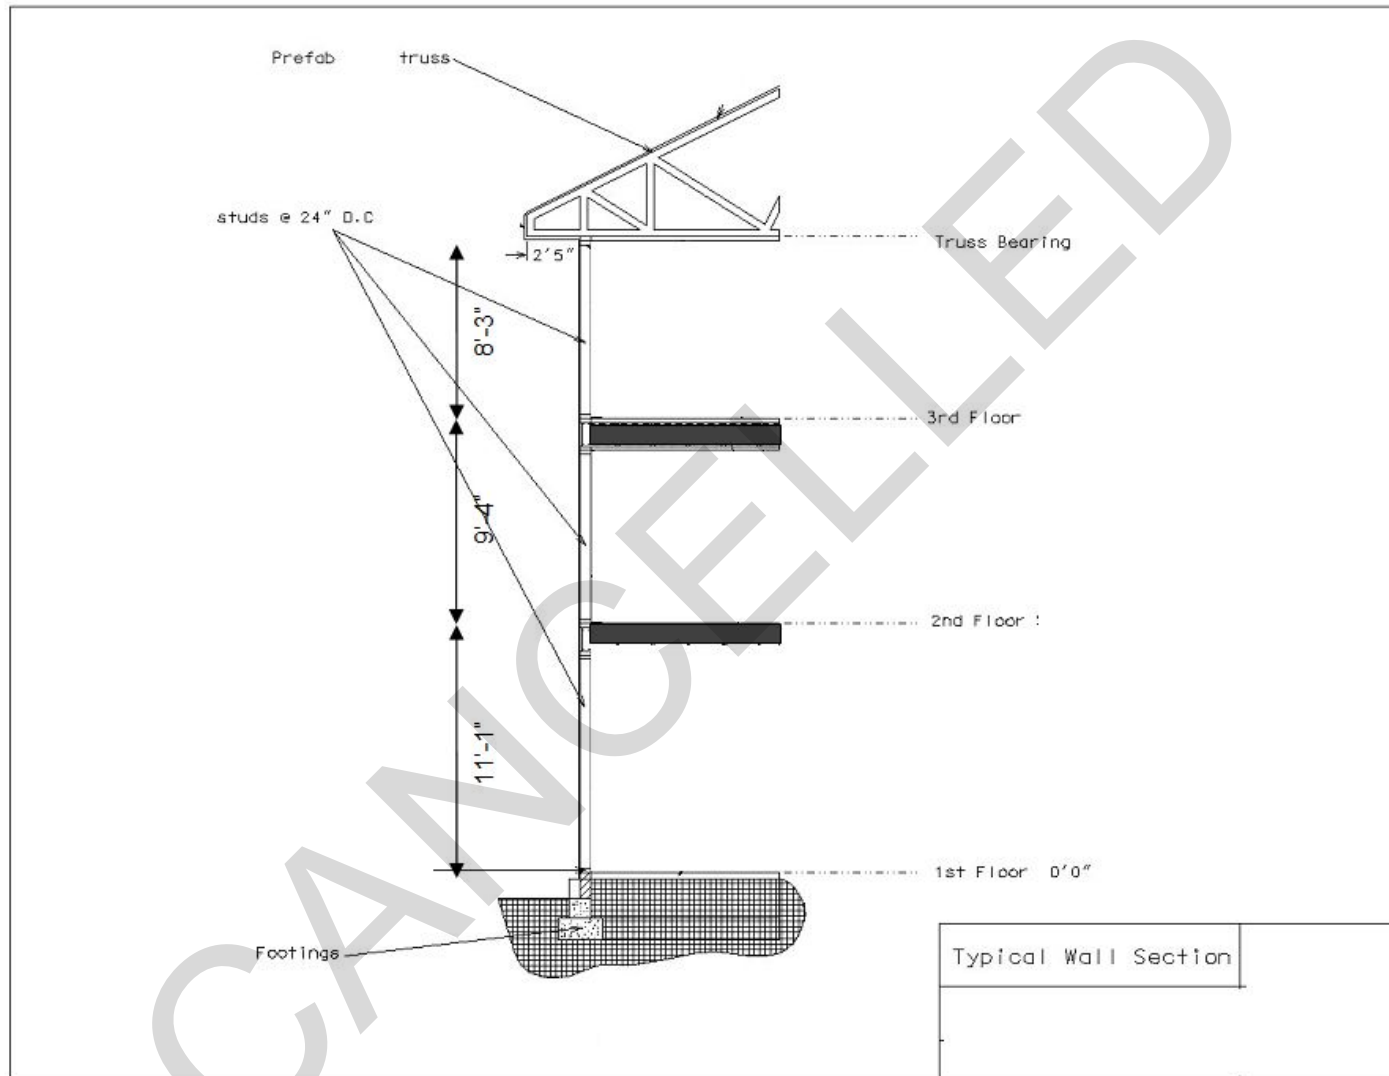 Prefab truss
studs @ 24" O.C
Truss Bearing
2'5"
8'-3"
3rd Floor
9'-4"
2nd Floor :
11'-1"
1st Floor 0'0"
Footings
Typical Wall Section
CANCELLED